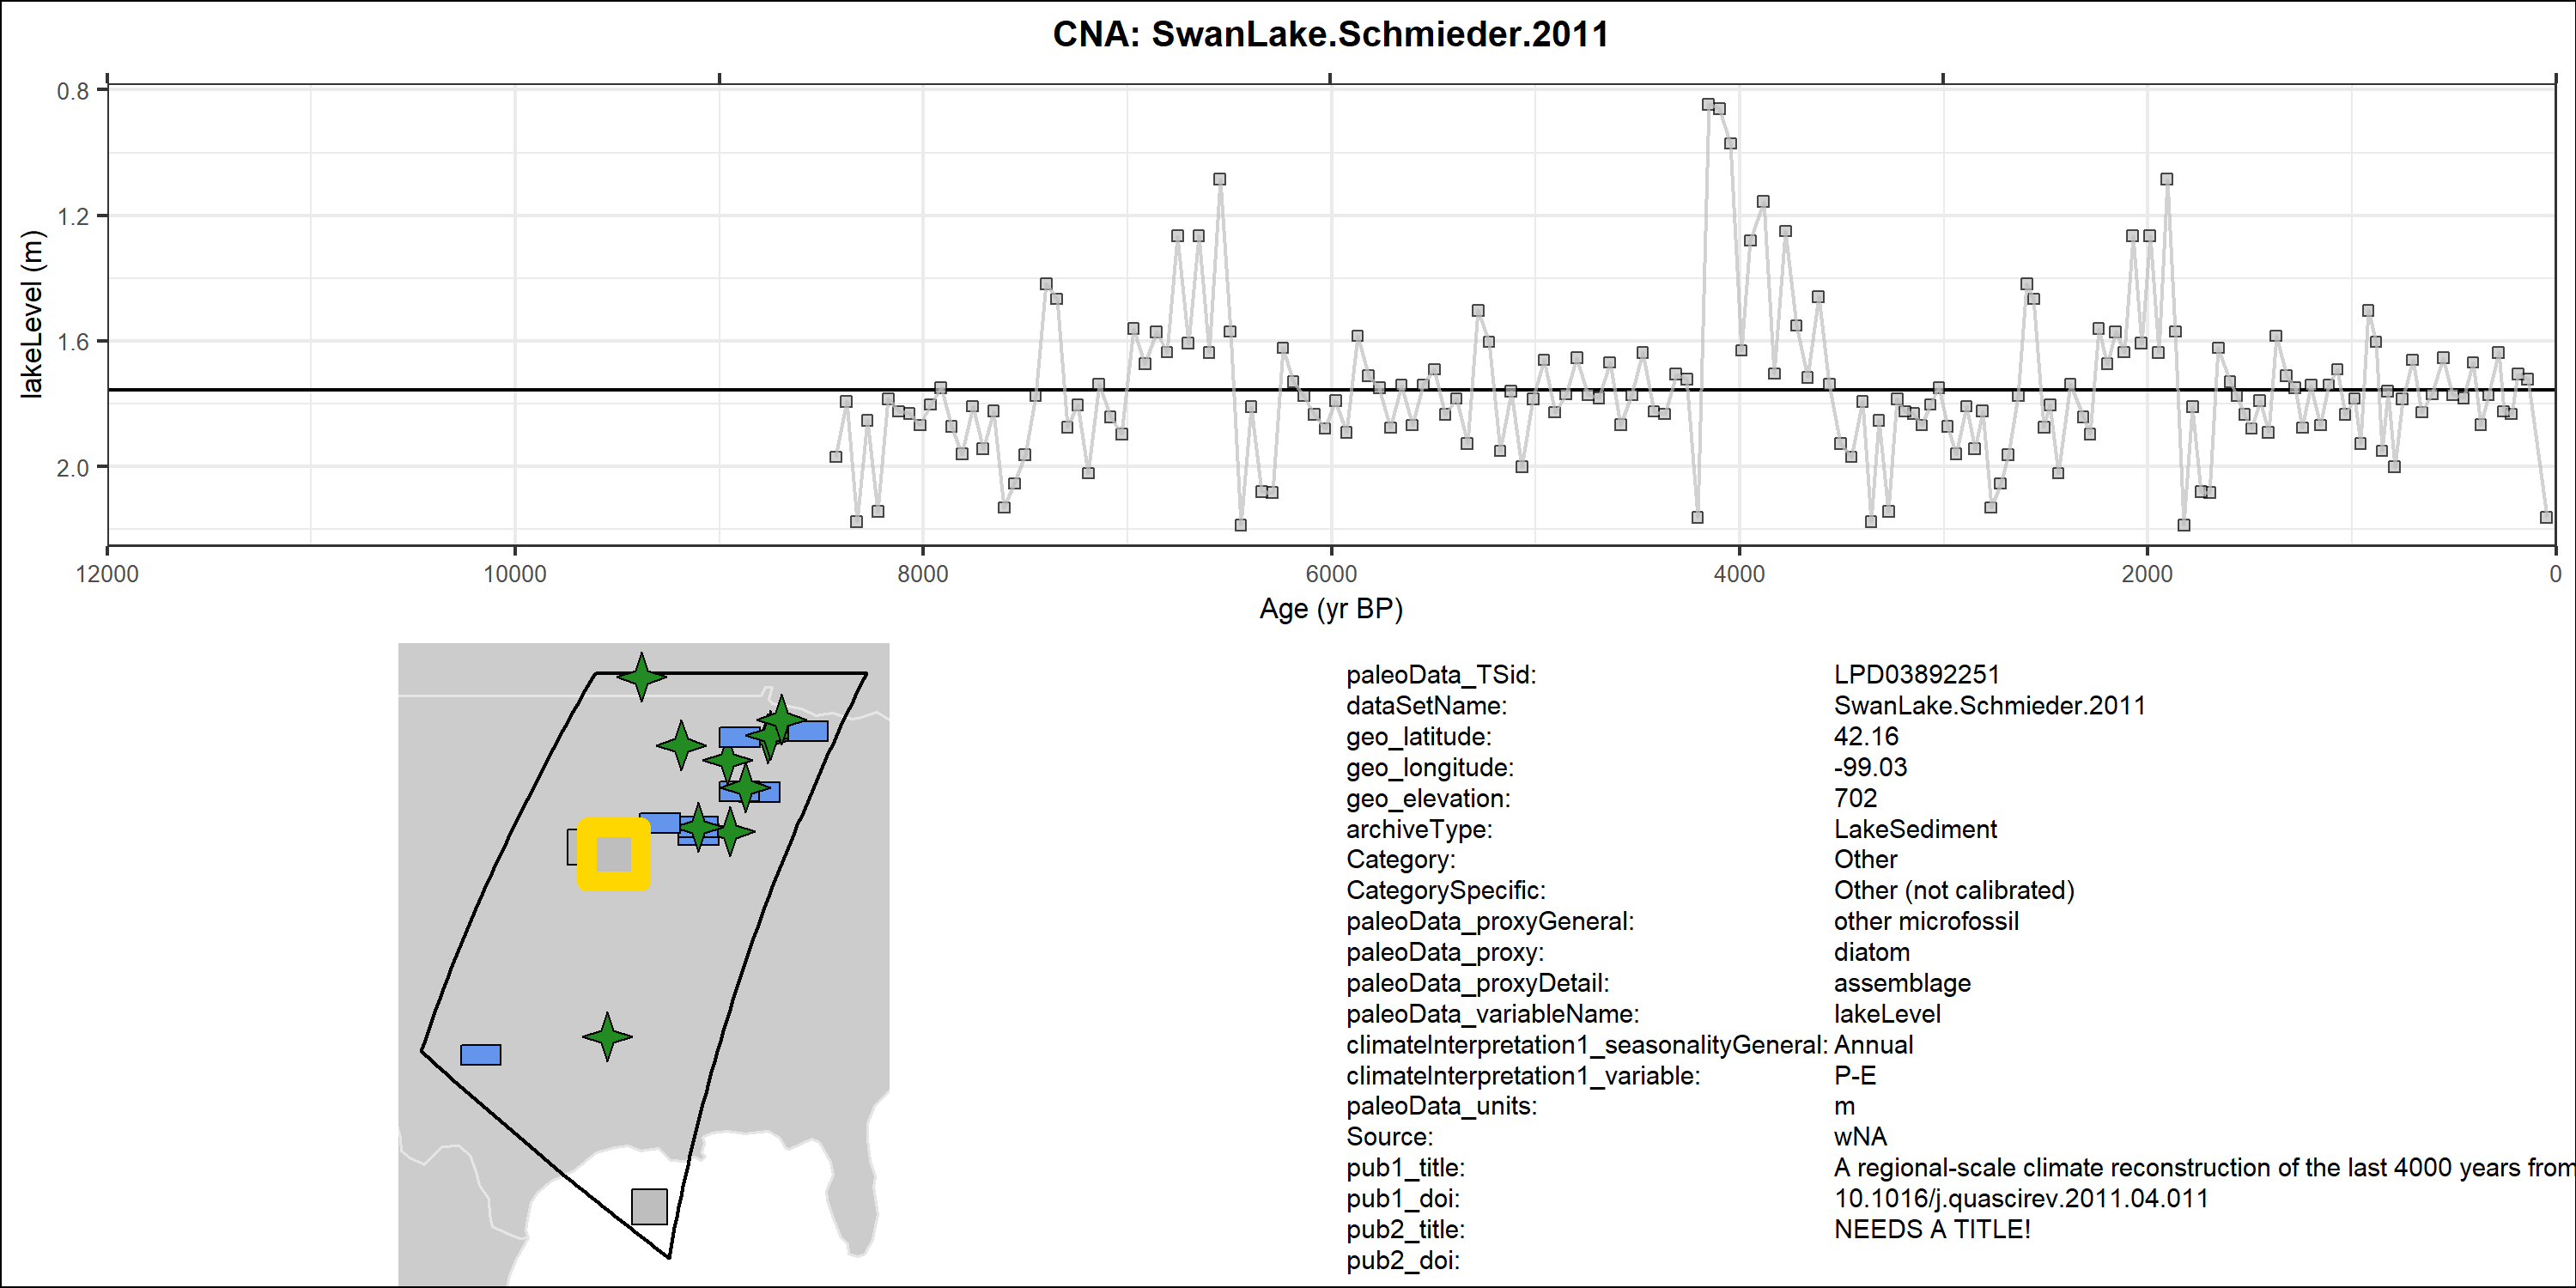 CNA: SwanLake.Schmieder.2011
0.8
1.2
1.6
2.0
lakeLevel (m)
12000 10000 8000 6000 4000 2000 0
Age (yr BP)
paleoData_TSid: LPD03892251
dataSetName: SwanLake.Schmieder.2011
geo_latitude: 42.16
geo_longitude: -99.03
geo_elevation: 702
archiveType: LakeSediment
Category: Other
CategorySpecific: Other (not calibrated)
paleoData_proxyGeneral: other microfossil
paleoData_proxy: diatom
paleoData_proxyDetail: assemblage
paleoData_variableName: lakeLevel
climateInterpretation1_seasonalityGeneral: Annual
climateInterpretation1_variable: P-E
paleoData_units: m
Source: wNA
pub1_title: A regional-scale climate reconstruction of the last 4000 years from
pub1_doi: 10.1016/j.quascirev.2011.04.011
pub2_title: NEEDS A TITLE!
pub2_doi: